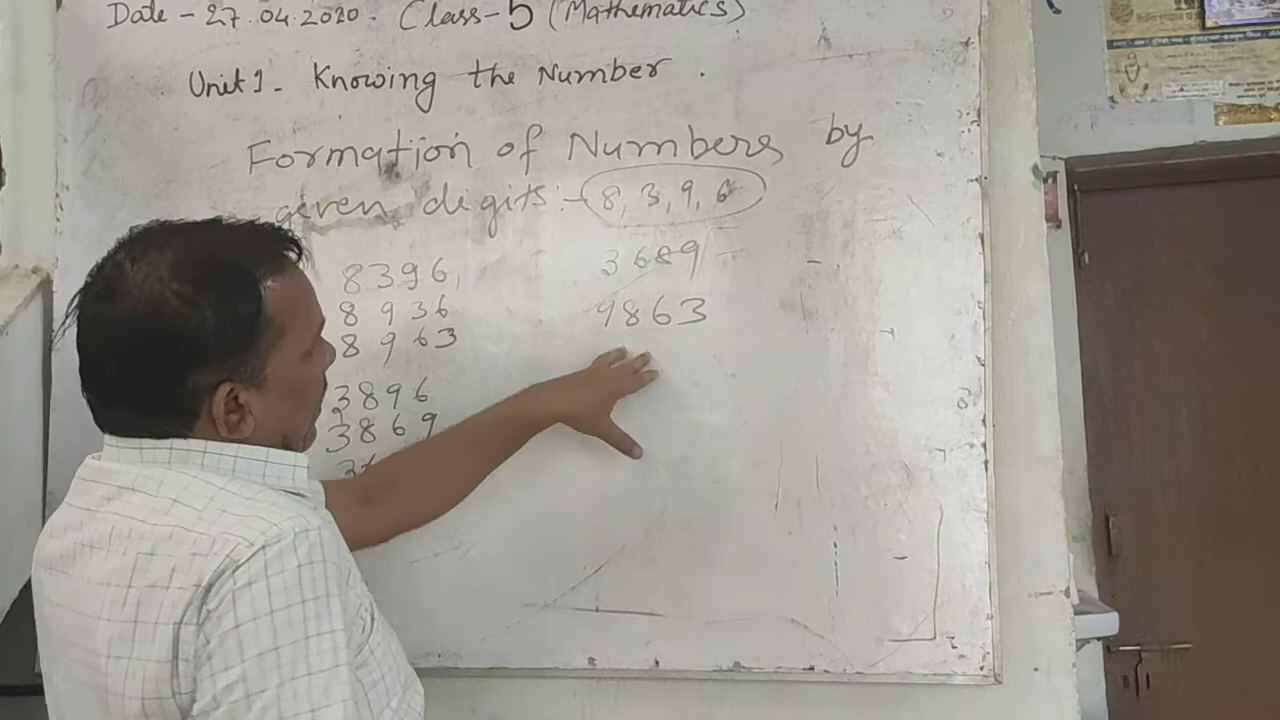 Date - 27.04.2020. Class-5 (Mathematics)
Unit 1. Knowing the Number.
Formation of Numbers by
given digits:- 8, 3, 9, 6
8396,
8936
8963
3896
3869
3689
9863